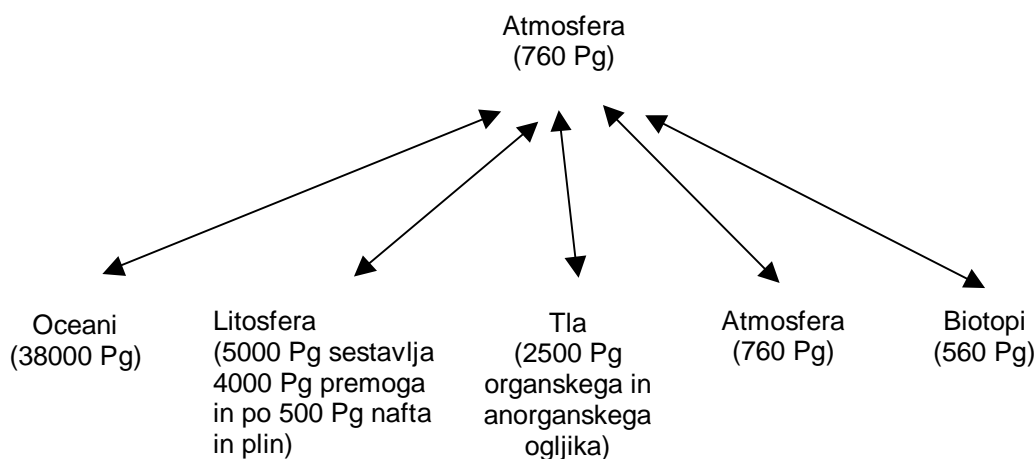 Atmosfera
(760 Pg)
Oceani
(38000 Pg)
Litosfera
(5000 Pg sestavlja
4000 Pg premoga
in po 500 Pg nafta
in plin)
Tla
(2500 Pg
organskega in
anorganskega
ogljika)
Atmosfera
(760 Pg)
Biotopi
(560 Pg)